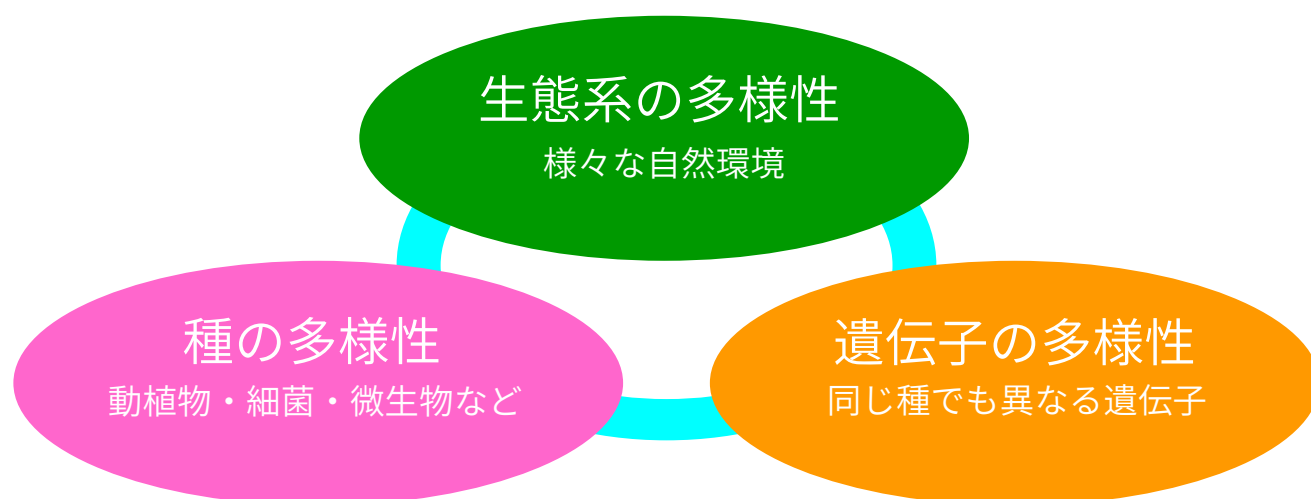 生態系の多様性
様々な自然環境
種の多様性
動植物・細菌・微生物など
遺伝子の多様性
同じ種でも異なる遺伝子